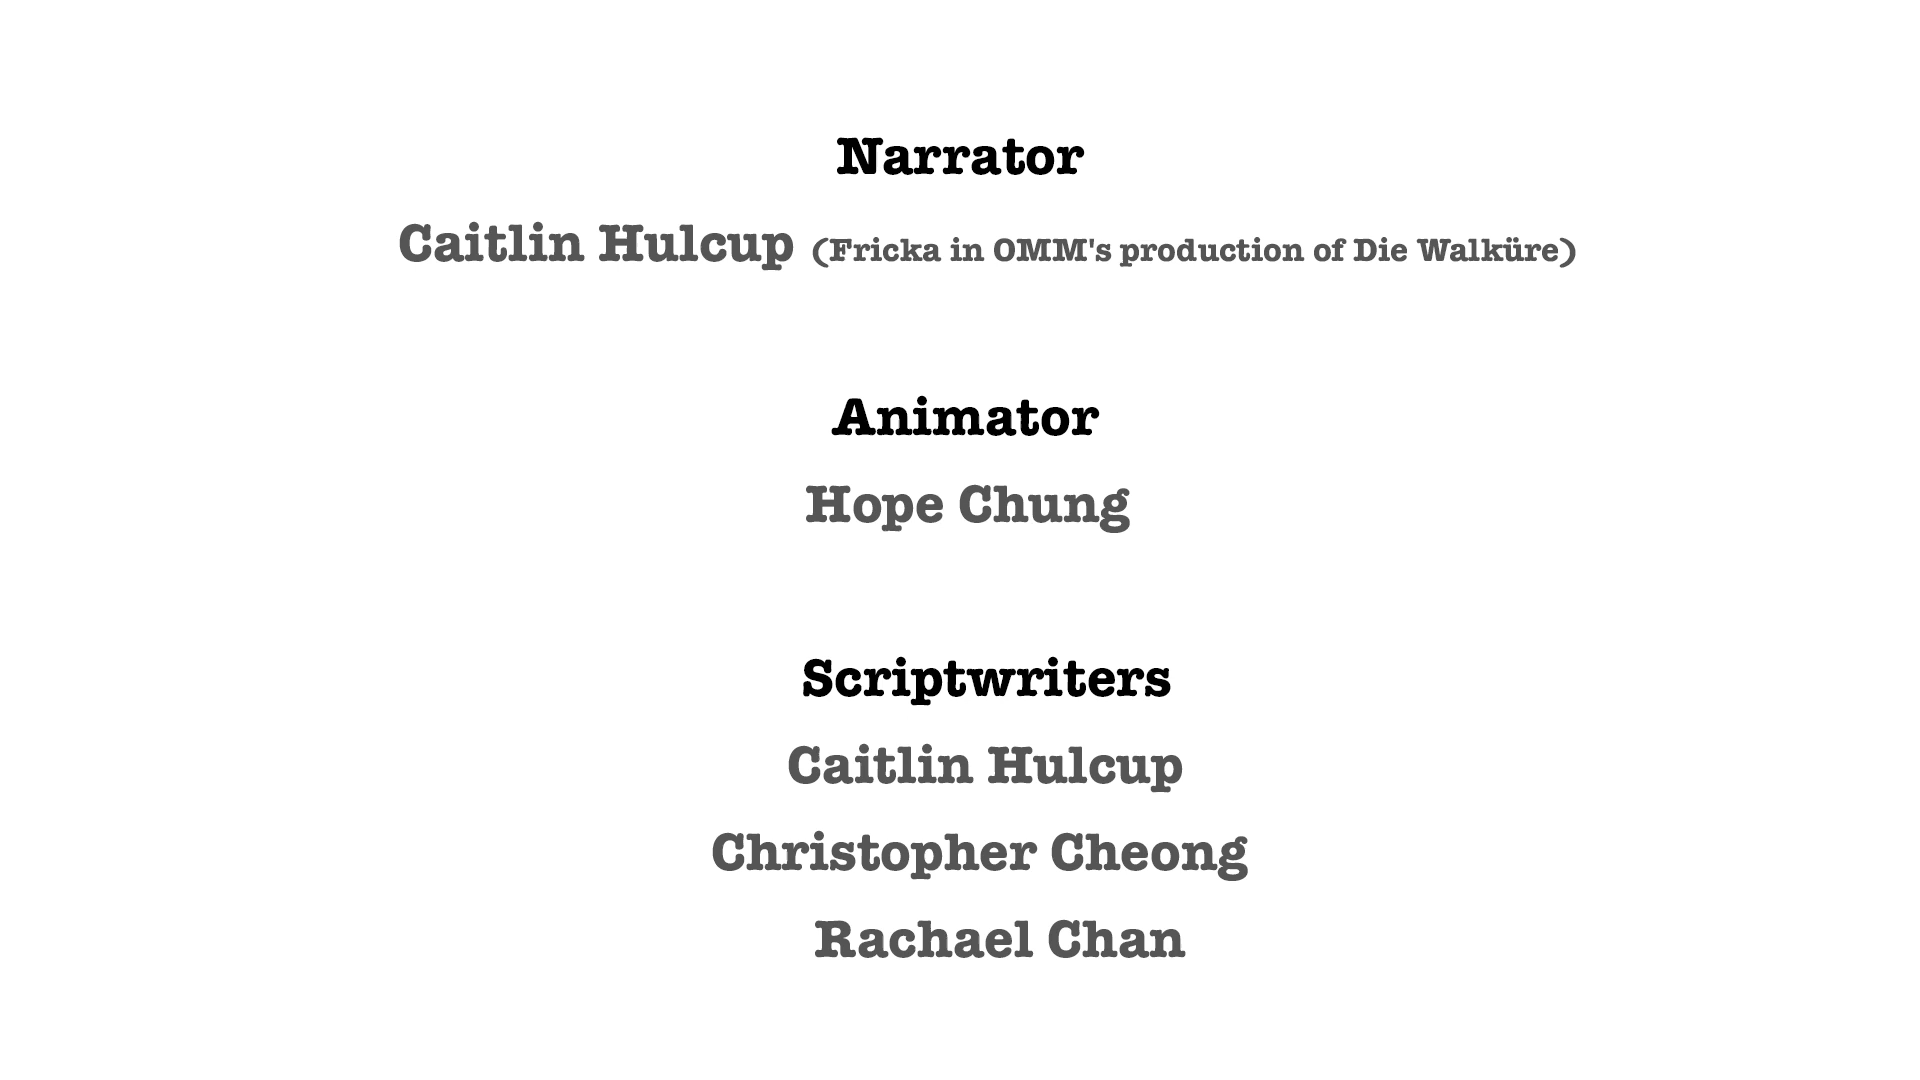 Narrator
Caitlin Hulcup (Fricka in OMM's production of Die Walküre)
Animator
Hope Chung
Scriptwriters
Caitlin Hulcup
Christopher Cheong
Rachael Chan